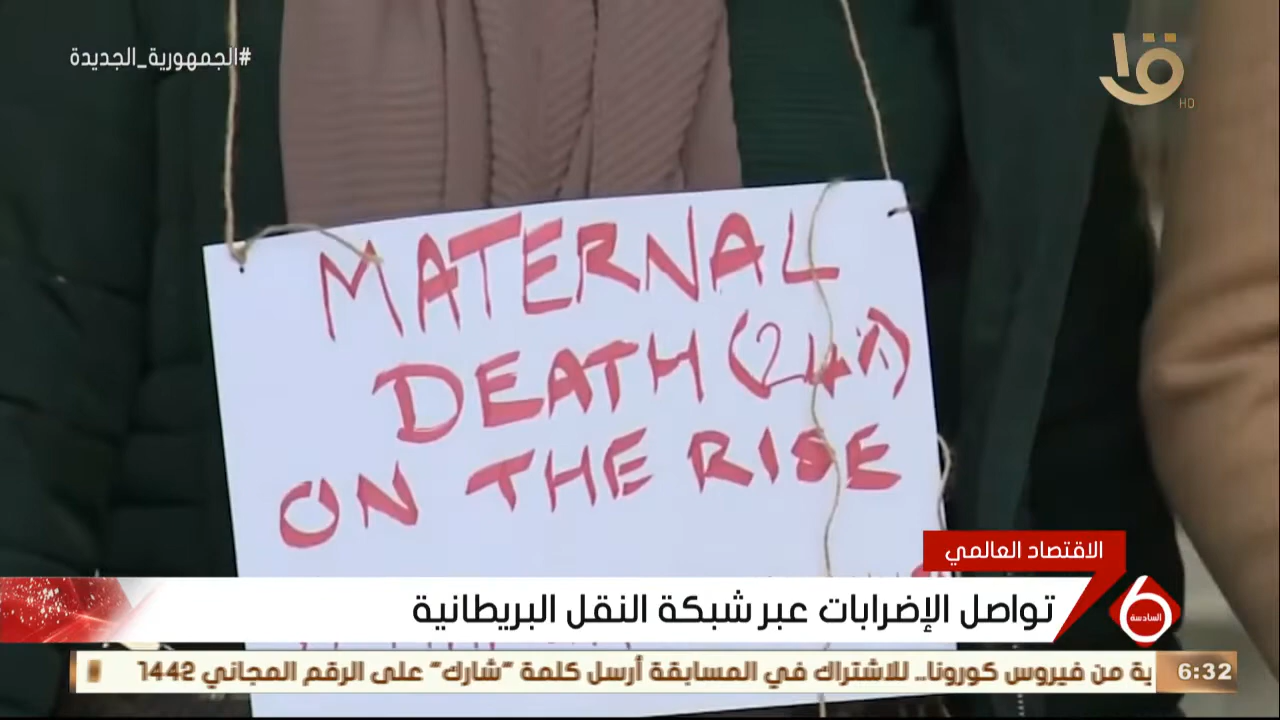 #الجمهورية_الجديدة
HD
MATERNAL
DEATH (24%)
ON THE RISE
الاقتصاد العالمي
تواصل الإضرابات عبر شبكة النقل البريطانية
السادسة
6:32
ية من فيروس كورونا.. للاشتراك في المسابقة أرسل كلمة "شارك" على الرقم المجاني 1442